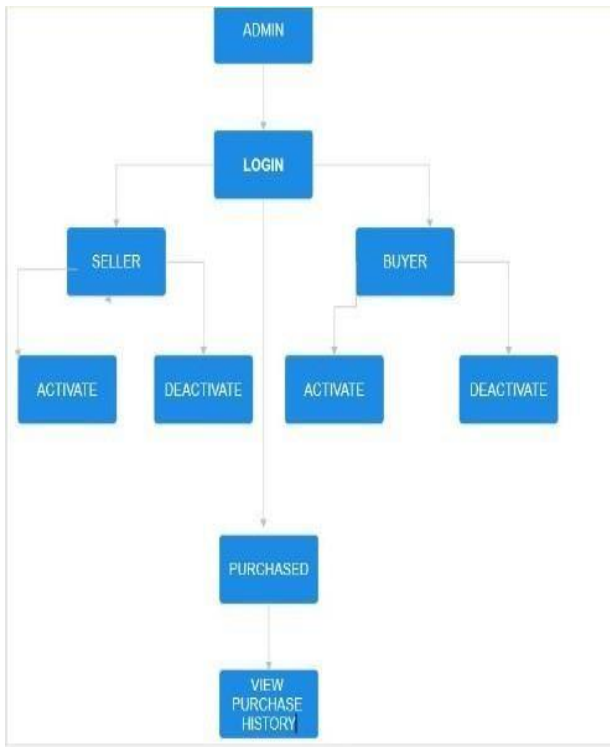 ADMIN
LOGIN
SELLER
BUYER
ACTIVATE
DEACTIVATE
ACTIVATE
DEACTIVATE
PURCHASED
VIEW
PURCHASE
HISTORY